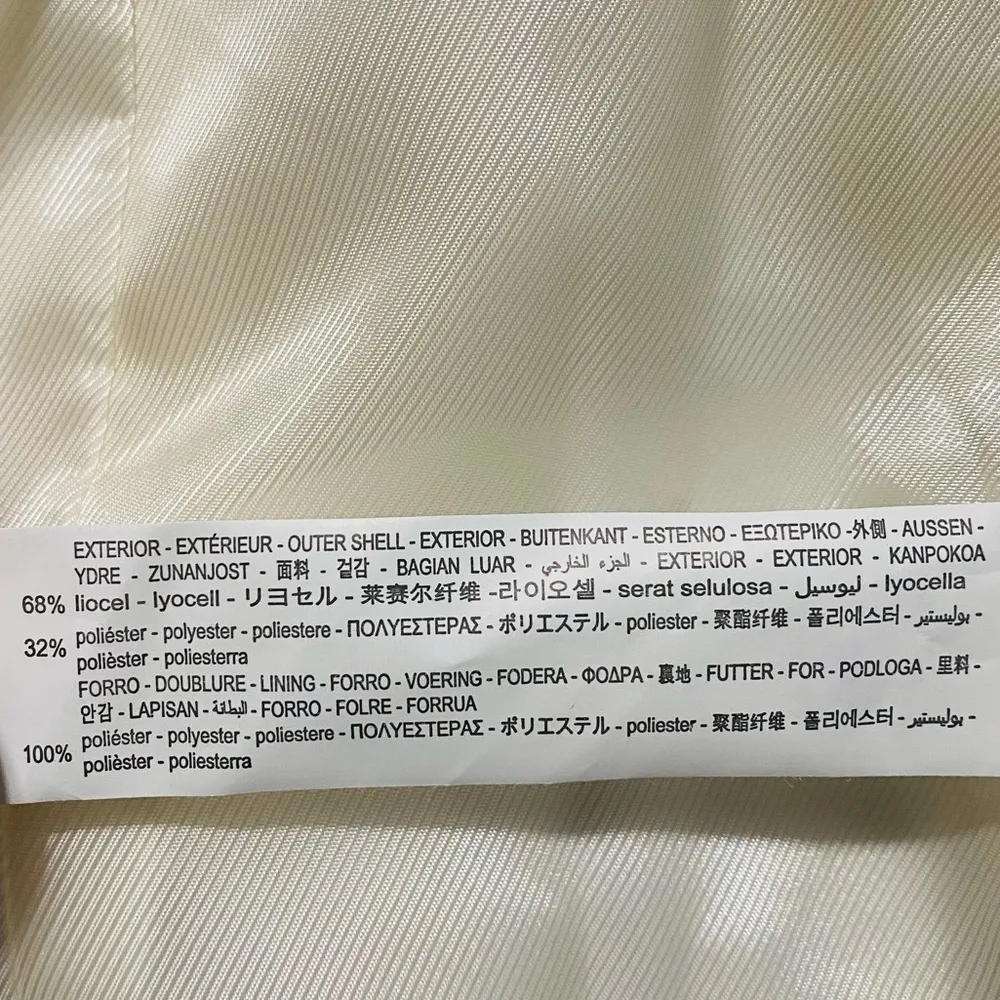 EXTERIOR - EXTÉRIEUR - OUTER SHELL - EXTERIOR - BUITENKANT - ESTERNO - ΕΞΩΤΕΡΙΚΟ -外側 - AUSSEN -
YDRE - ZUNANJOST - 面料 - 겉감 - BAGIAN LUAR - الجزء الخارجي - EXTERIOR - EXTERIOR - KANPOKOA
68% liocel - lyocell - リヨセル - 莱赛尔纤维 -라이오셀 - serat selulosa - ليوسيل - lyocella
32% poliéster - polyester - poliestere - ΠΟΛΥΕΣΤΕΡΑΣ - ポリエステル - poliester - 聚酯纤维 - 폴리에스터 - بوليستير -
polièster - poliesterra
FORRO - DOUBLURE - LINING - FORRO - VOERING - FODERA - ΦΟΔΡΑ - 裏地 - FUTTER - FOR - PODLOGA - 里料 -
안감 - LAPISAN - البطانة - FORRO - FOLRE - FORRUA
100% poliéster - polyester - poliestere - ΠΟΛΥΕΣΤΕΡΑΣ - ポリエステル - poliester - 聚酯纤维 - 폴리에스터 - بوليستير -
polièster - poliesterra